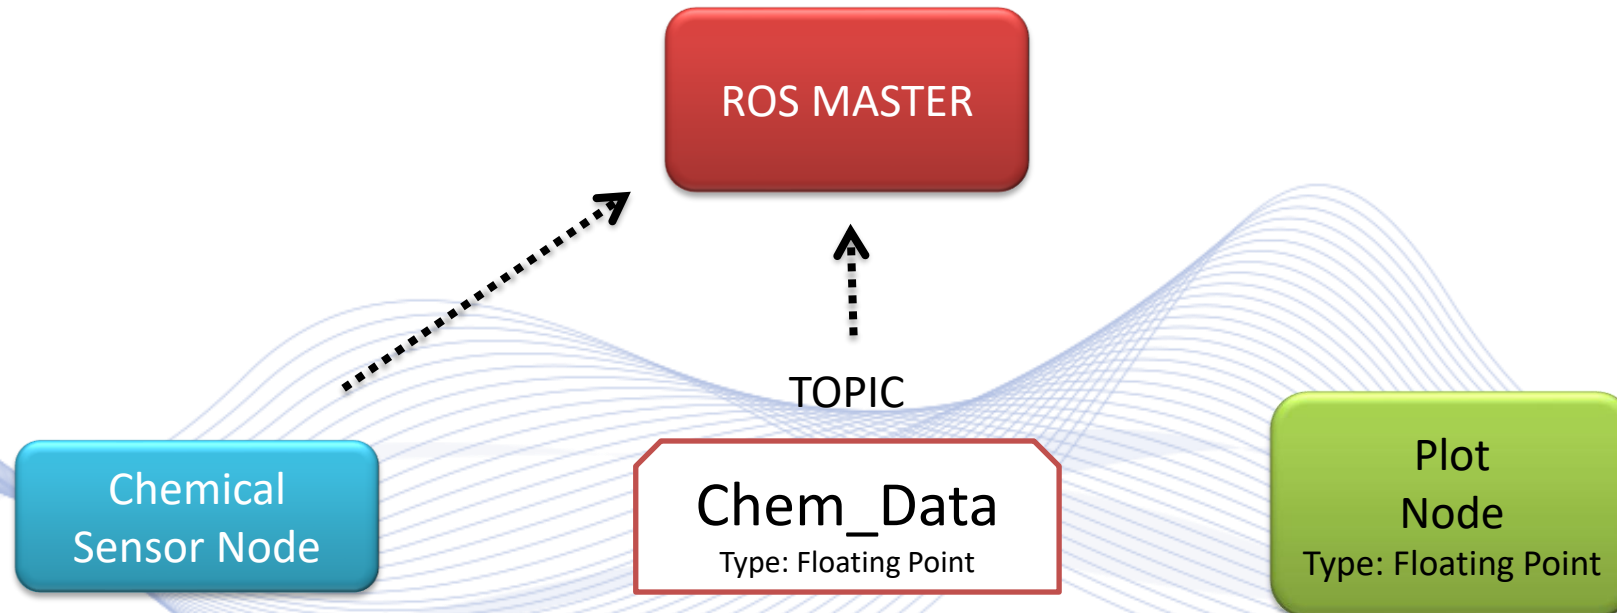 ROS MASTER
TOPIC
Chemical
Sensor Node
Chem_Data
Type: Floating Point
Plot
Node
Type: Floating Point